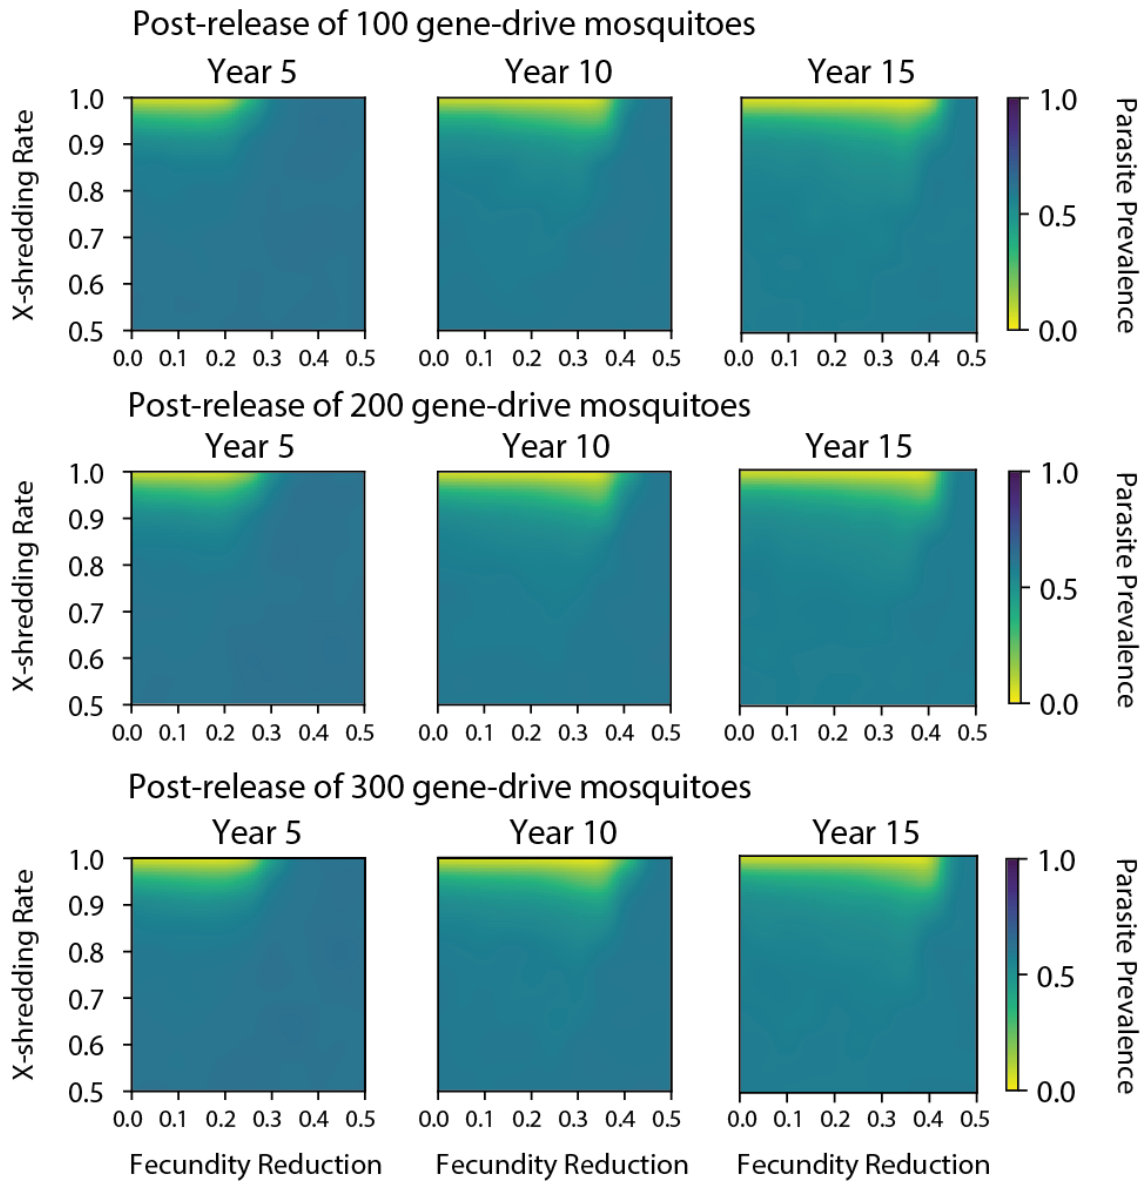 Post-release of 100 gene-drive mosquitoes
Year 5
Year 10
Year 15
X-shredding Rate
1.0
0.9
0.8
0.7
0.6
0.5
0.0 0.1 0.2 0.3 0.4 0.5
0.0 0.1 0.2 0.3 0.4 0.5
0.0 0.1 0.2 0.3 0.4 0.5
1.0
0.5
0.0
Parasite Prevalence
Post-release of 200 gene-drive mosquitoes
Year 5
Year 10
Year 15
X-shredding Rate
1.0
0.9
0.8
0.7
0.6
0.5
0.0 0.1 0.2 0.3 0.4 0.5
0.0 0.1 0.2 0.3 0.4 0.5
0.0 0.1 0.2 0.3 0.4 0.5
1.0
0.5
0.0
Parasite Prevalence
Post-release of 300 gene-drive mosquitoes
Year 5
Year 10
Year 15
X-shredding Rate
1.0
0.9
0.8
0.7
0.6
0.5
0.0 0.1 0.2 0.3 0.4 0.5
0.0 0.1 0.2 0.3 0.4 0.5
0.0 0.1 0.2 0.3 0.4 0.5
1.0
0.5
0.0
Parasite Prevalence
Fecundity Reduction
Fecundity Reduction
Fecundity Reduction